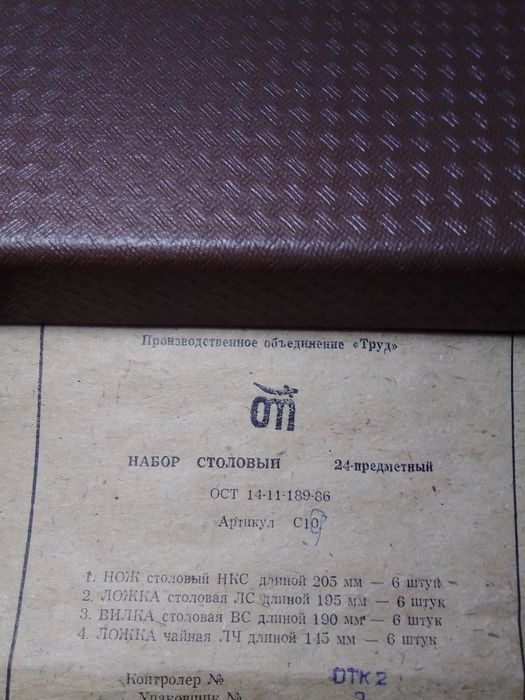 Производственное объединение «Труд»
НАБОР СТОЛОВЫЙ 24-предметный
ОСТ 14-11-189-86
Артикул С10
1. НОЖ столовый НКС длиной 205 мм — 6 штук
2. ЛОЖКА столовая ЛС длиной 195 мм — 6 штук
3. ВИЛКА столовая ВС длиной 190 мм — 6 штук
4. ЛОЖКА чайная ЛЧ длиной 145 мм — 6 штук
Контролер № ОТК 2
Упаковщик №